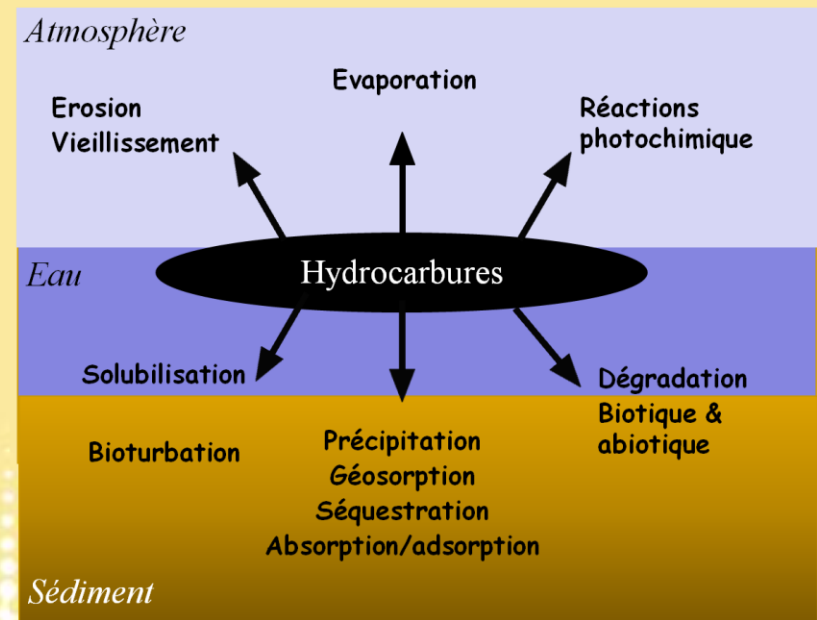 Atmosphère
Evaporation
Erosion
Vieillissement
Réactions
photochimique
Eau
Hydrocarbures
Solubilisation
Dégradation
Biotique &
abiotique
Bioturbation
Précipitation
Géosorption
Séquestration
Absorption/adsorption
Sédiment